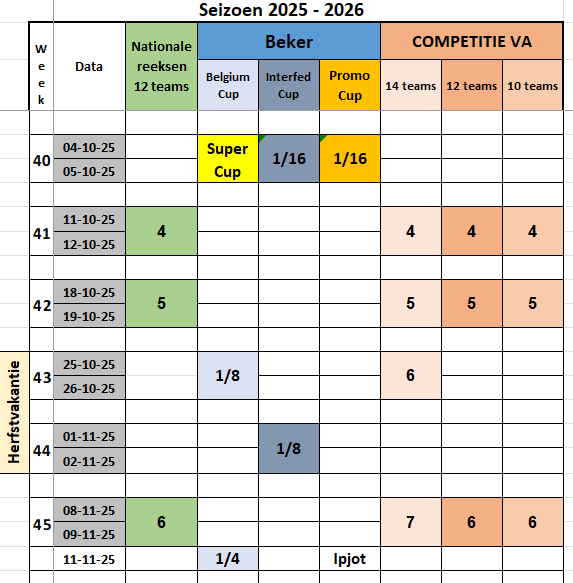 Seizoen 2025 - 2026
Week Data Nationale reeksen 12 teams Beker COMPETITIE VA
Belgium Cup Interfed Cup Promo Cup 14 teams 12 teams 10 teams
40 04-10-25 Super Cup 1/16 1/16
05-10-25
41 11-10-25 4 4 4 4
12-10-25
42 18-10-25 5 5 5 5
19-10-25
Herfstvakantie
43 25-10-25 1/8 6
26-10-25
44 01-11-25 1/8
02-11-25
45 08-11-25 6 7 6 6
09-11-25
11-11-25 1/4 Ipjot